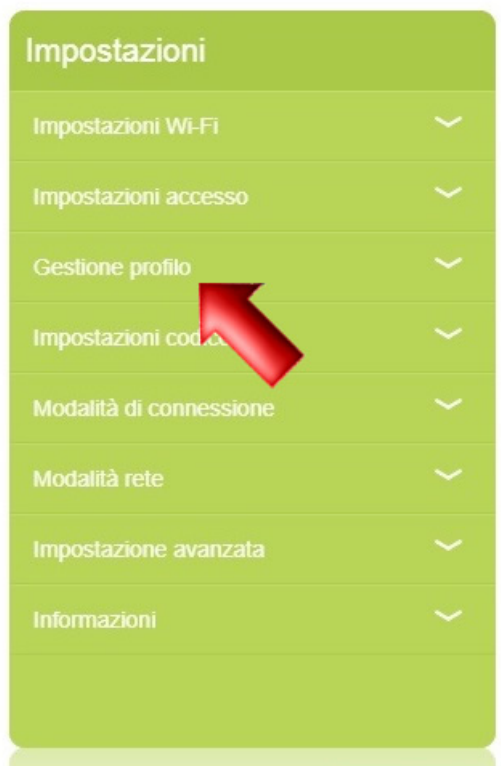 Impostazioni
Impostazioni Wi-Fi
Impostazioni accesso
Gestione profilo
Impostazioni
Modalità di connessione
Modalità rete
Impostazione avanzata
Informazioni